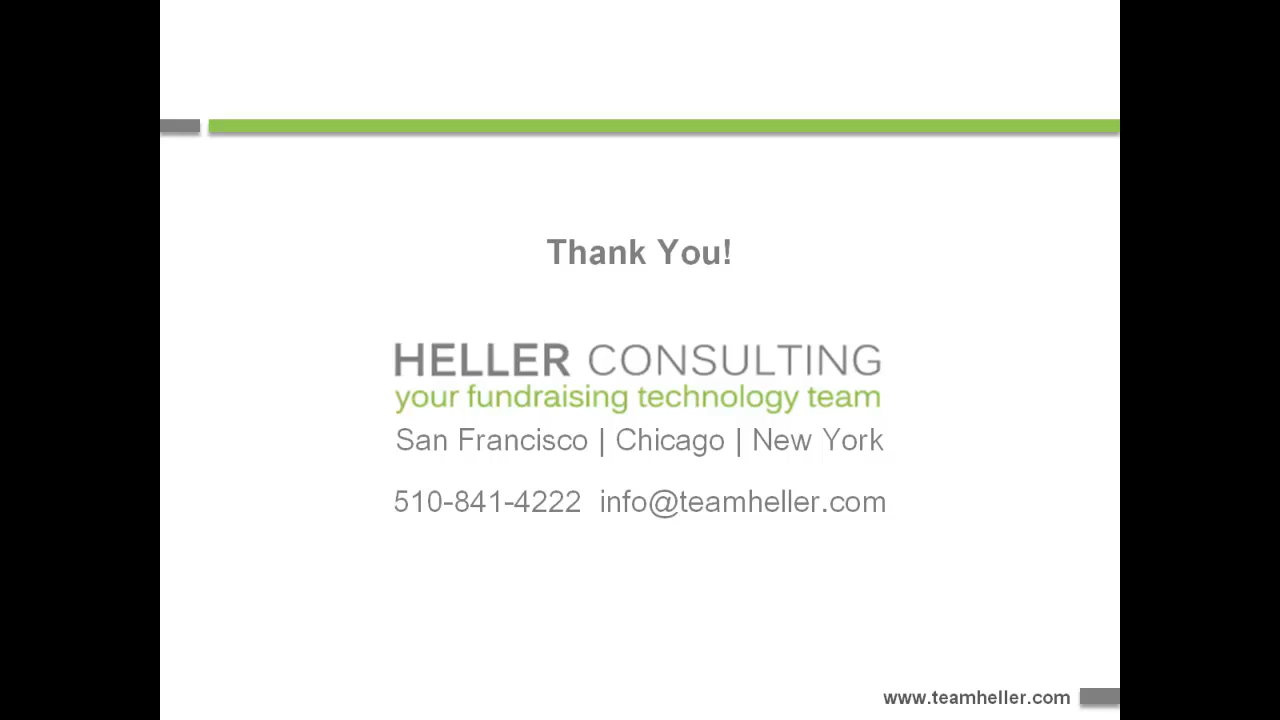 Thank You!
HELLER CONSULTING
your fundraising technology team
San Francisco | Chicago | New York
510-841-4222 info@teamheller.com
www.teamheller.com